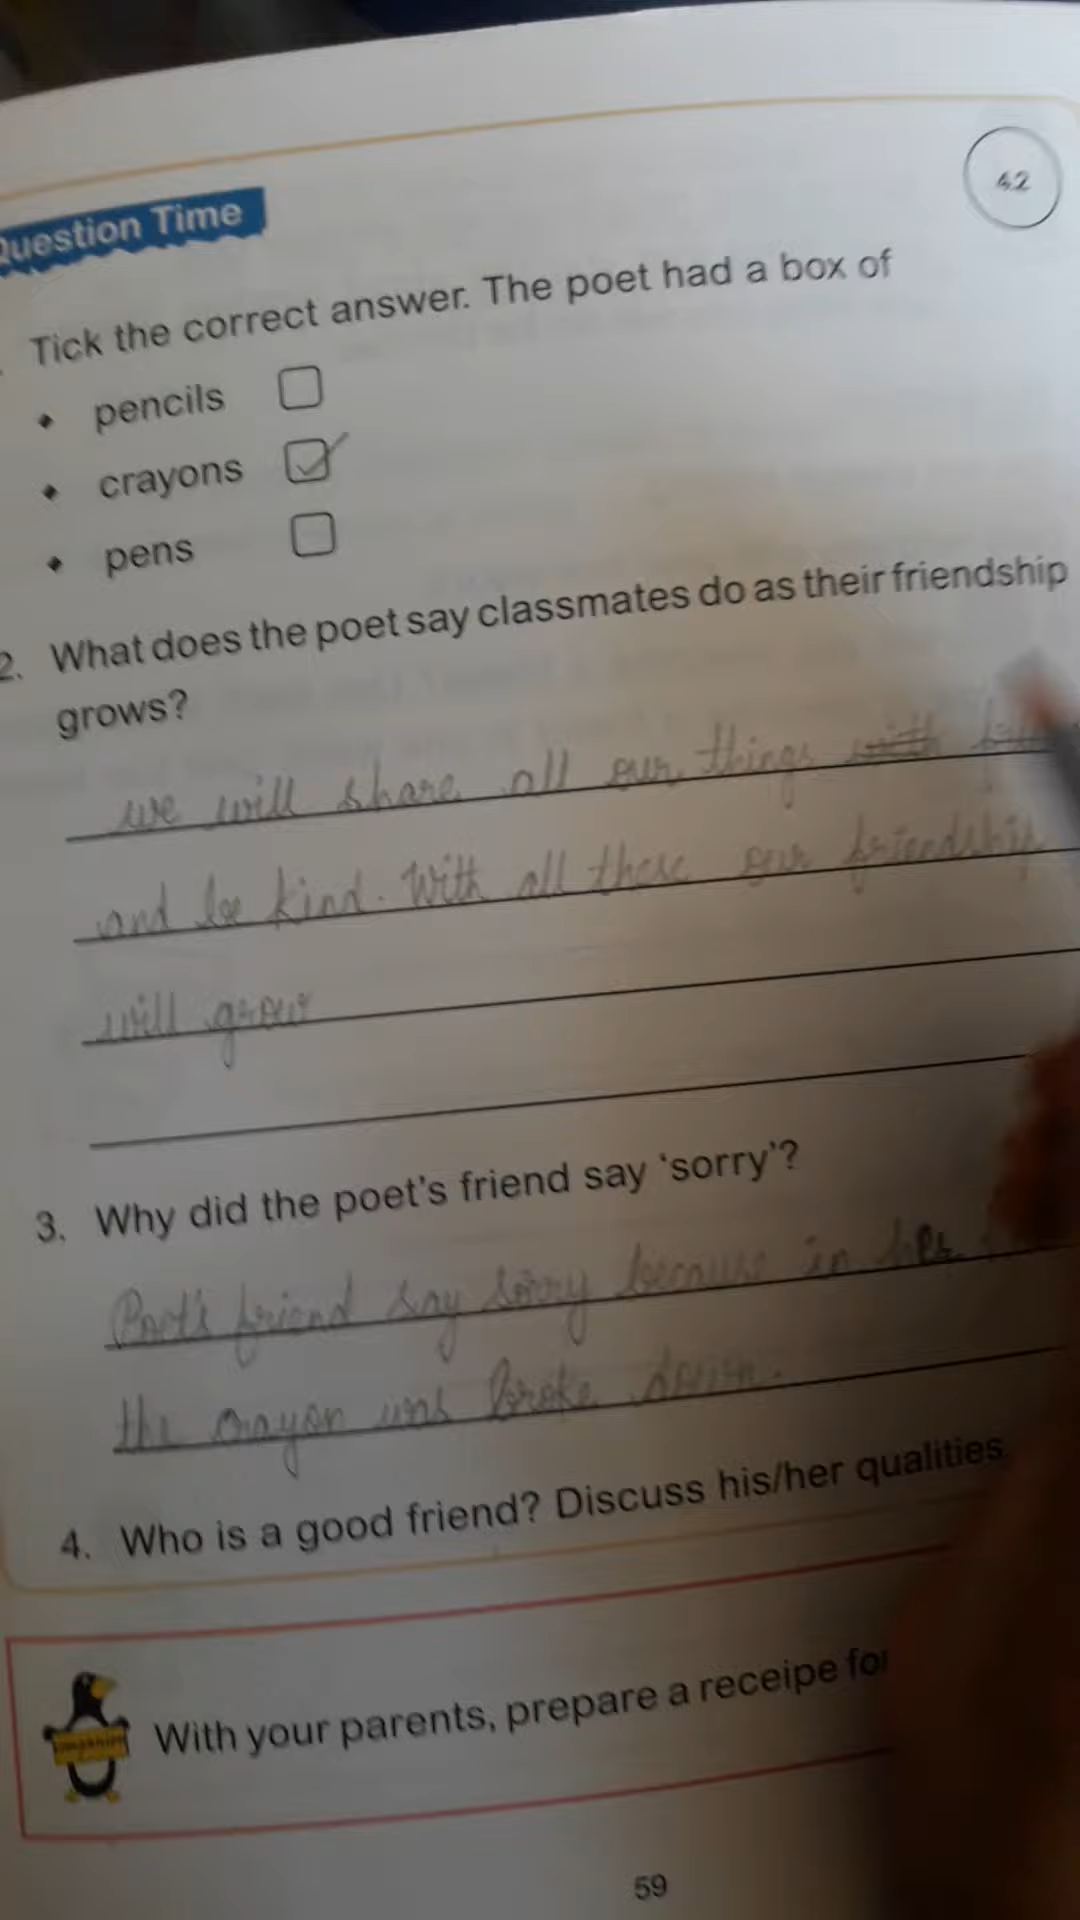 Question Time
42
Tick the correct answer. The poet had a box of
pencils
crayons
pens
2. What does the poet say classmates do as their friendship
grows?
we will share all our things with
and be kind. With all these our friendship
will grow
3. Why did the poet's friend say 'sorry'?
Poet's friend say sorry because in her
the crayon was broke down.
4. Who is a good friend? Discuss his/her qualities.
With your parents, prepare a receipe for
59